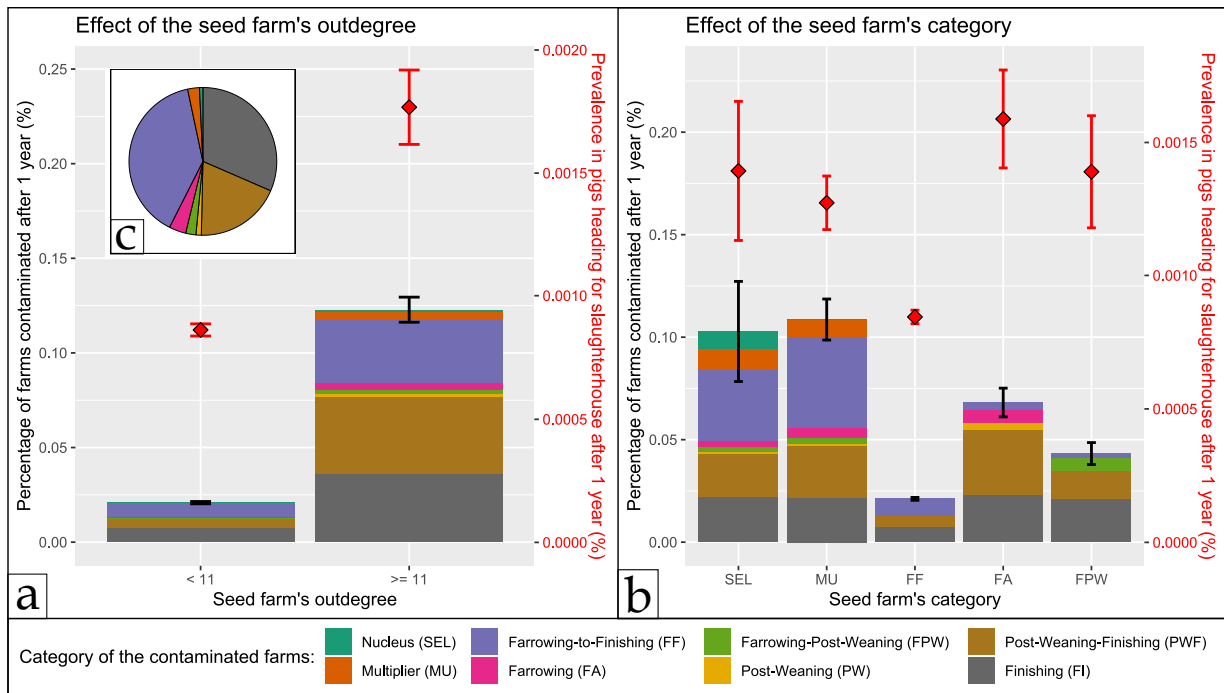 Effect of the seed farm's outdegree
Percentage of farms contaminated after 1 year (%)
0.25
0.20
0.15
0.10
0.05
0.00
c
0.0020
0.0015
0.0010
0.0005
0.0000
Prevalence in pigs heading for slaughterhouse after 1 year (%)
< 11
>= 11
Seed farm's outdegree
a
Effect of the seed farm's category
Percentage of farms contaminated after 1 year (%)
0.20
0.15
0.10
0.05
0.00
0.0015
0.0010
0.0005
0.0000
Prevalence in pigs heading for slaughterhouse after 1 year (%)
SEL MU FF FA FPW
Seed farm's category
b
Category of the contaminated farms:
Nucleus (SEL)
Multiplier (MU)
Farrowing-to-Finishing (FF)
Farrowing (FA)
Farrowing-Post-Weaning (FPW)
Post-Weaning (PW)
Post-Weaning-Finishing (PWF)
Finishing (FI)